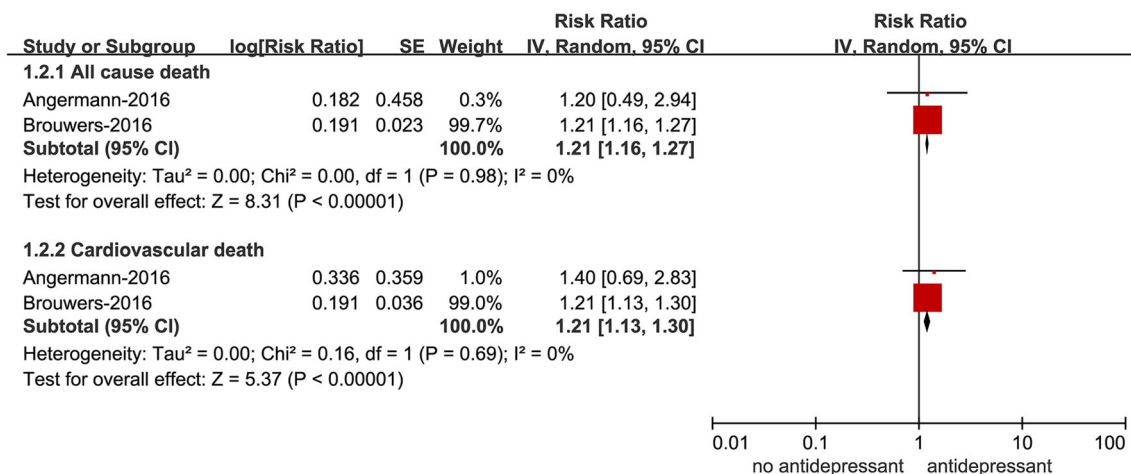 Risk Ratio Risk Ratio
Study or Subgroup log[Risk Ratio] SE Weight IV, Random, 95% CI IV, Random, 95% CI
1.2.1 All cause death
Angermann-2016 0.182 0.458 0.3% 1.20 [0.49, 2.94]
Brouwers-2016 0.191 0.023 99.7% 1.21 [1.16, 1.27]
Subtotal (95% CI) 100.0% 1.21 [1.16, 1.27]
Heterogeneity: Tau² = 0.00; Chi² = 0.00, df = 1 (P = 0.98); I² = 0%
Test for overall effect: Z = 8.31 (P < 0.00001)
1.2.2 Cardiovascular death
Angermann-2016 0.336 0.359 1.0% 1.40 [0.69, 2.83]
Brouwers-2016 0.191 0.036 99.0% 1.21 [1.13, 1.30]
Subtotal (95% CI) 100.0% 1.21 [1.13, 1.30]
Heterogeneity: Tau² = 0.00; Chi² = 0.16, df = 1 (P = 0.69); I² = 0%
Test for overall effect: Z = 5.37 (P < 0.00001)
0.01 0.1 1 10 100
no antidepressant antidepressant